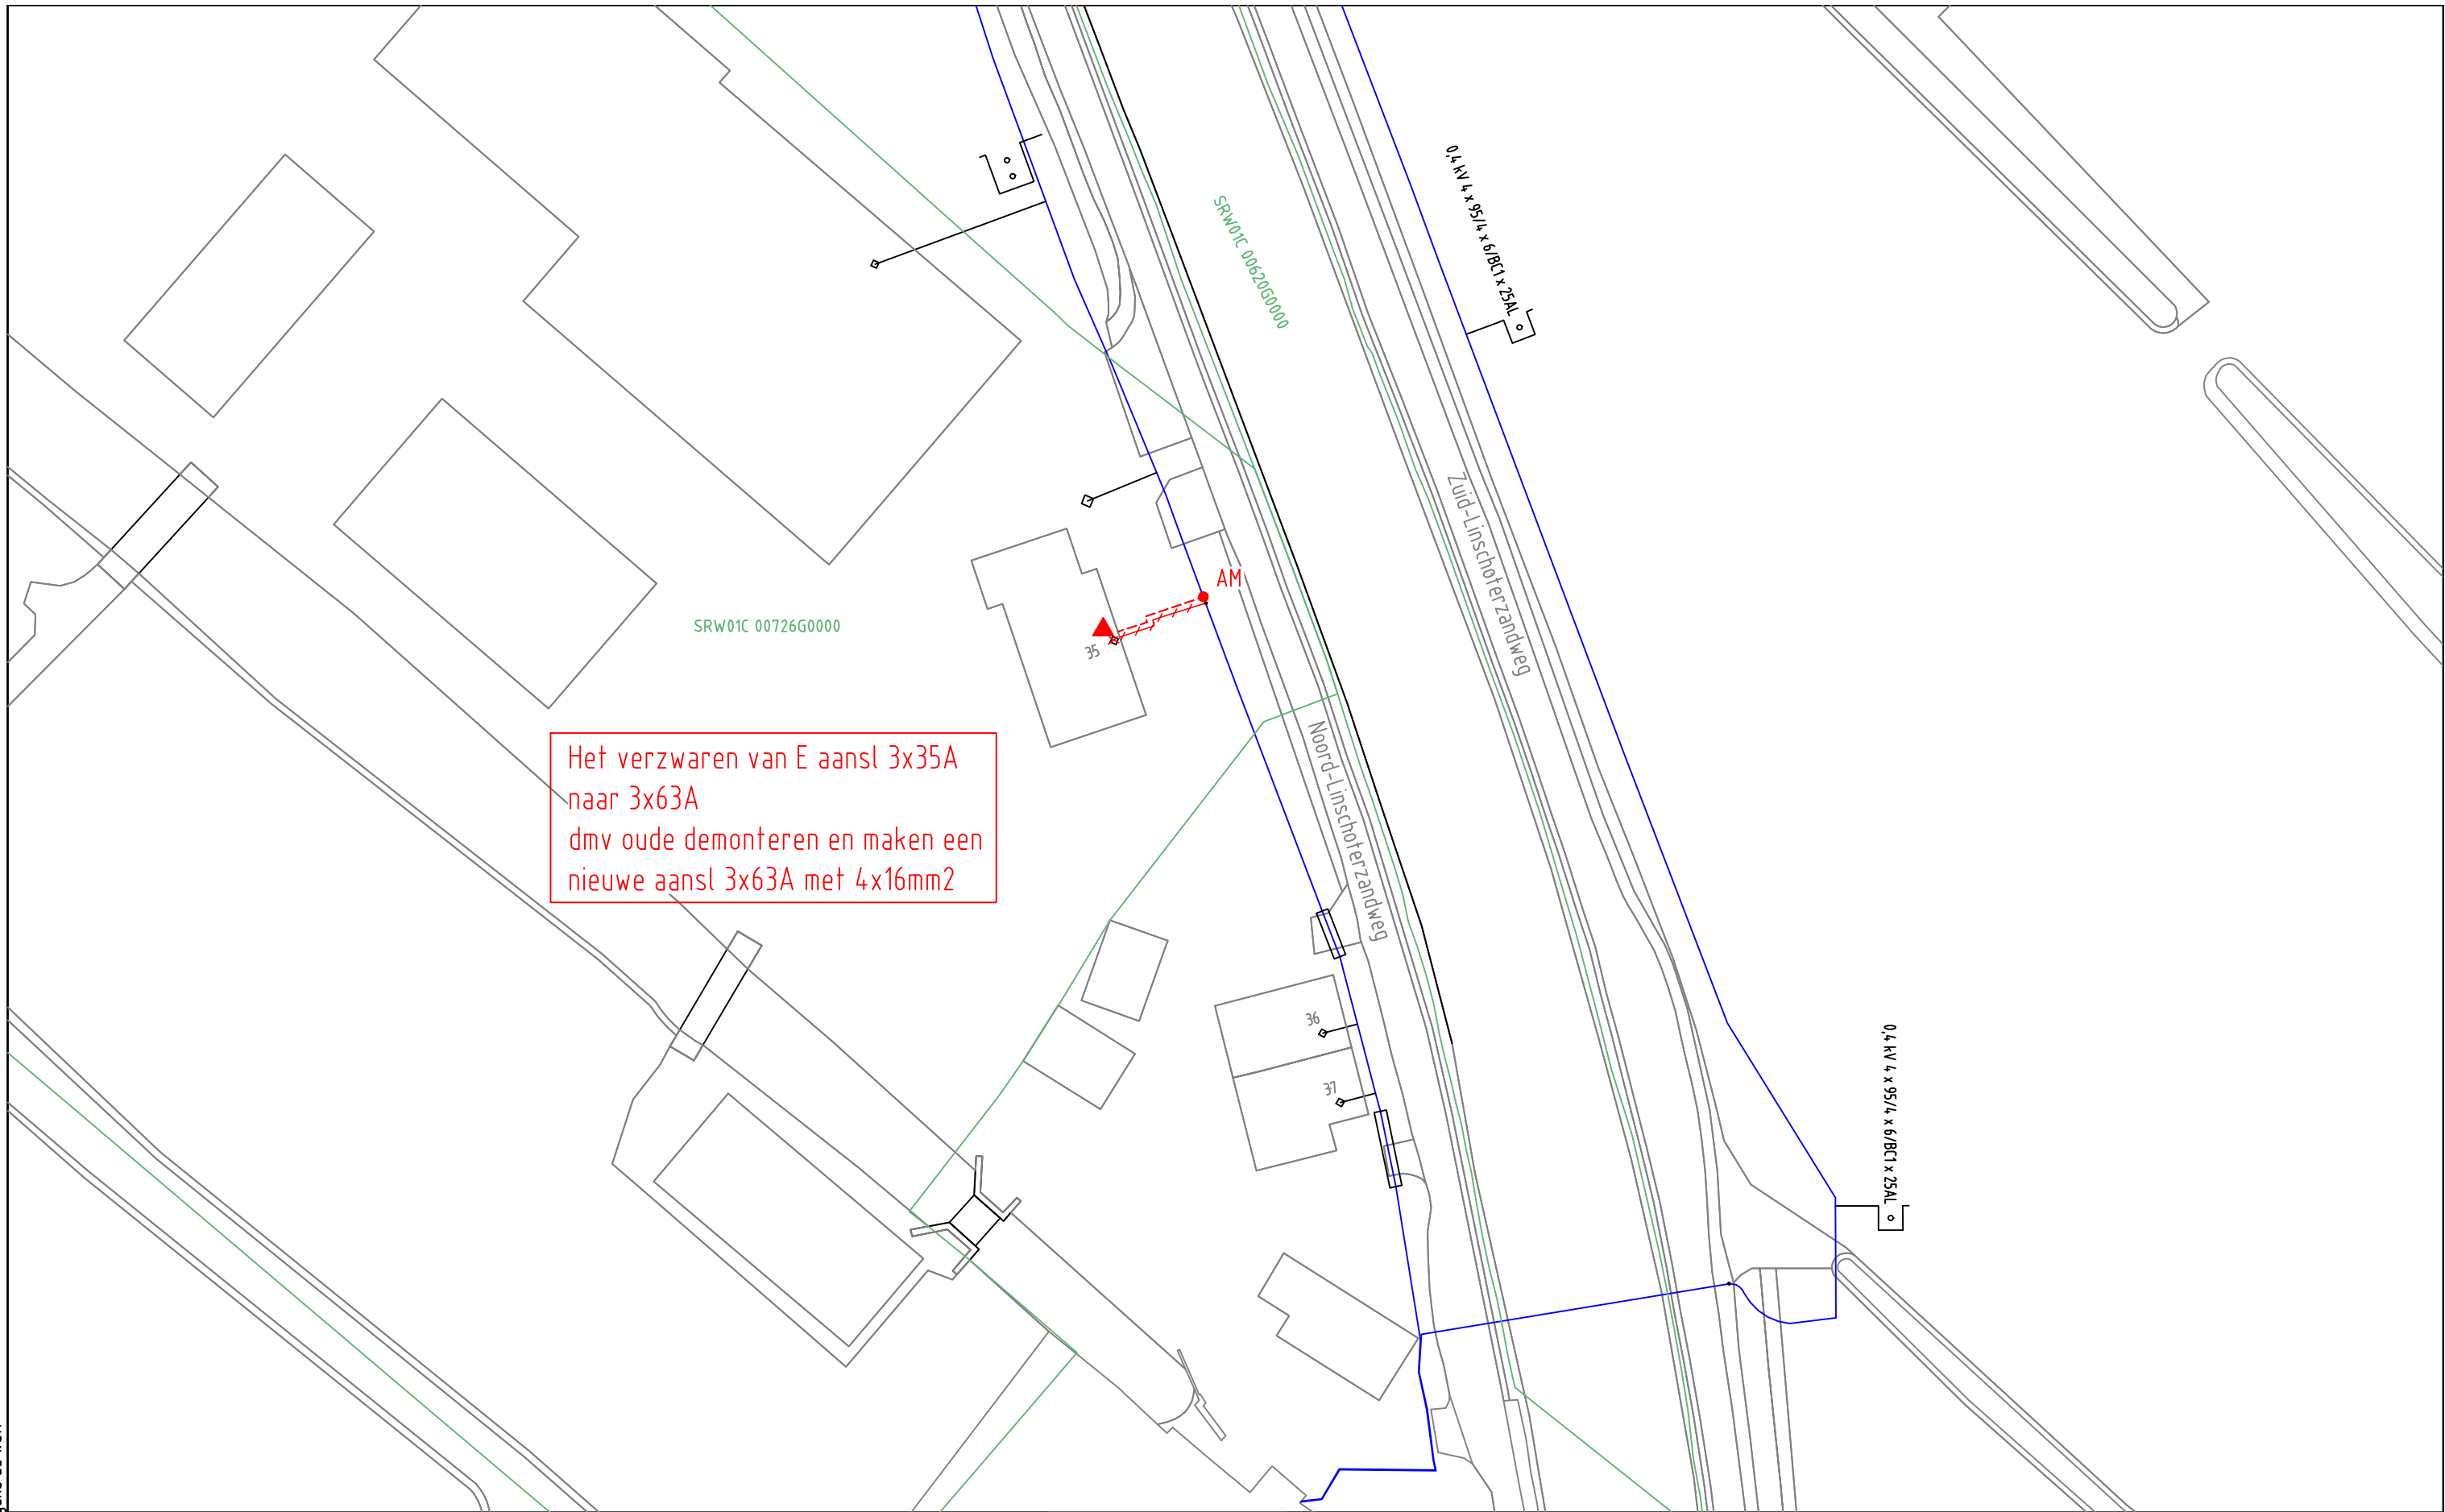 0,4 kV 4 x 95/4 x 6/BC1 x 25AL
SRW01C 00620G0000
Zuid-Linschoterzandweg
AM
SRW01C 00726G0000
35
Noord-Linschoterzandweg
Het verzwaren van E aansl 3x35A
naar 3x63A
dmv oude demonteren en maken een
nieuwe aansl 3x63A met 4x16mm2
36
37
0,4 kV 4 x 95/4 x 6/BC1 x 25AL